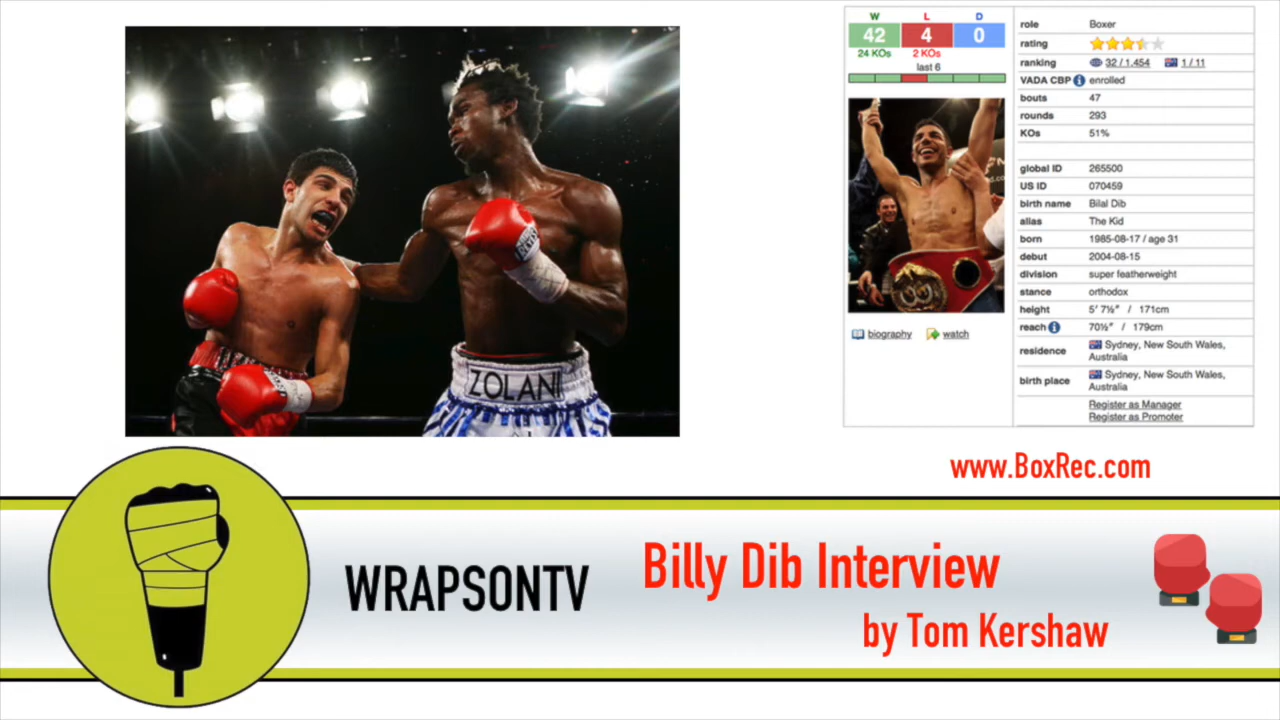 W L D
42 4 0
24 KOs 2 KOs
last 6
role Boxer
rating
ranking 32 / 1,454 1 / 11
VADA CBP enrolled
bouts 47
rounds 293
KOs 51%
global ID 265500
US ID 070459
birth name Bilal Dib
alias The Kid
born 1985-08-17 / age 31
debut 2004-08-15
division super featherweight
stance orthodox
height 5′ 7½″ / 171cm
reach 70½″ / 179cm
residence Sydney, New South Wales,
Australia
birth place Sydney, New South Wales,
Australia
Register as Manager
Register as Promoter
biography watch
ZOLANI
www.BoxRec.com
WRAPSONTV
Billy Dib Interview
by Tom Kershaw